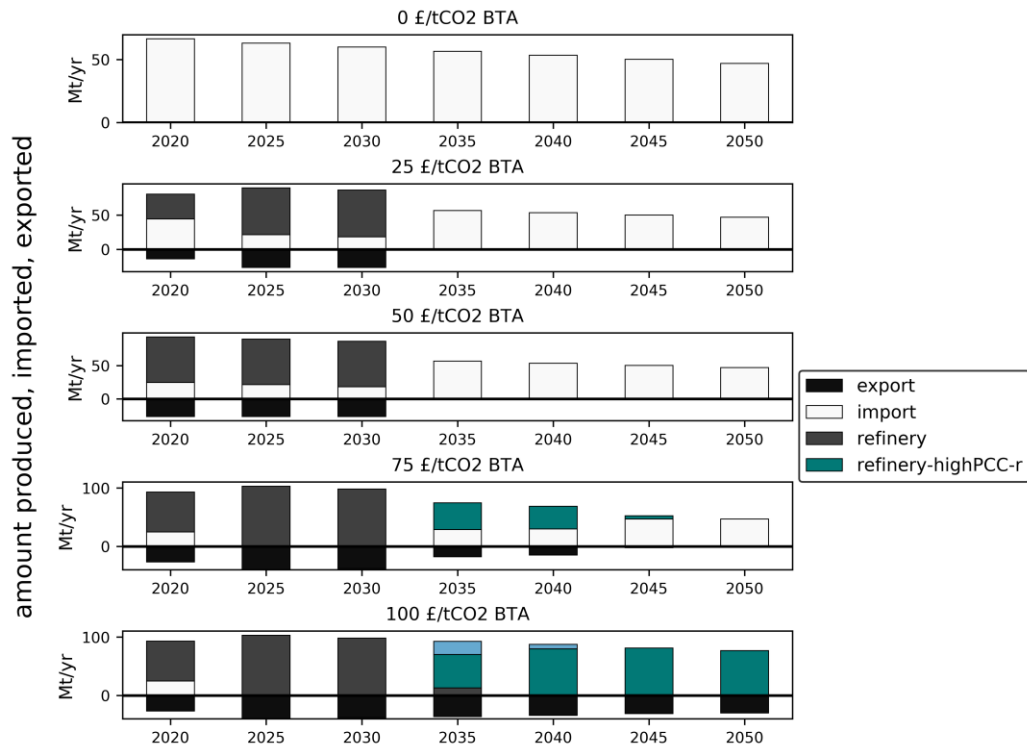 amount produced, imported, exported
0 £/tCO2 BTA
Mt/yr
50
0
2020 2025 2030 2035 2040 2045 2050
25 £/tCO2 BTA
Mt/yr
50
0
2020 2025 2030 2035 2040 2045 2050
50 £/tCO2 BTA
Mt/yr
50
0
2020 2025 2030 2035 2040 2045 2050
export
import
refinery
refinery-highPCC-r
75 £/tCO2 BTA
Mt/yr
100
0
2020 2025 2030 2035 2040 2045 2050
100 £/tCO2 BTA
Mt/yr
100
0
2020 2025 2030 2035 2040 2045 2050